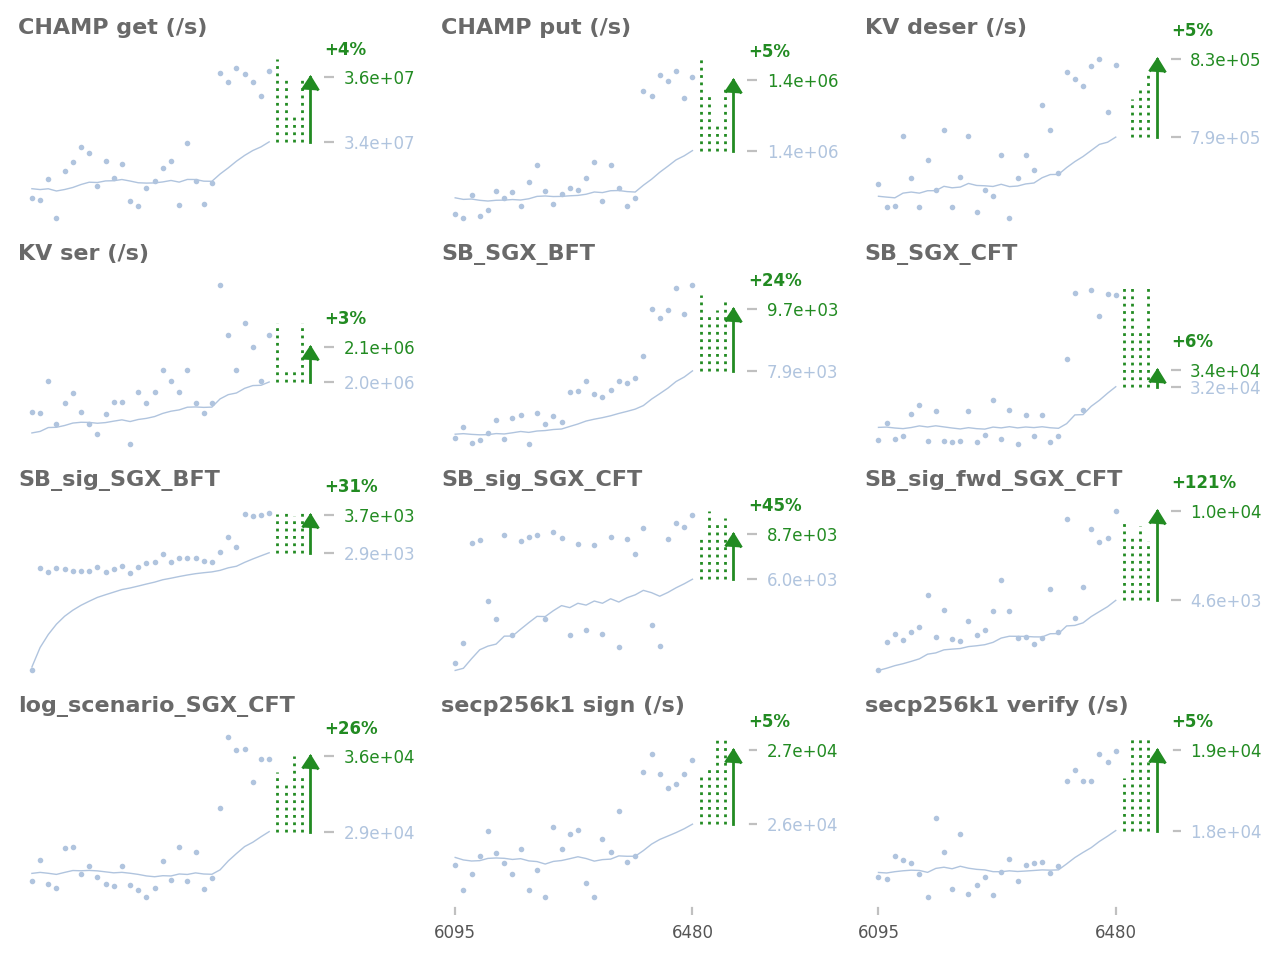 CHAMP get (/s)
+4%
3.6e+07
3.4e+07
CHAMP put (/s)
+5%
1.4e+06
1.4e+06
KV deser (/s)
+5%
8.3e+05
7.9e+05
KV ser (/s)
+3%
2.1e+06
2.0e+06
SB_SGX_BFT
+24%
9.7e+03
7.9e+03
SB_SGX_CFT
+6%
3.4e+04
3.2e+04
SB_sig_SGX_BFT
+31%
3.7e+03
2.9e+03
SB_sig_SGX_CFT
+45%
8.7e+03
6.0e+03
SB_sig_fwd_SGX_CFT
+121%
1.0e+04
4.6e+03
log_scenario_SGX_CFT
+26%
3.6e+04
2.9e+04
secp256k1 sign (/s)
+5%
2.7e+04
2.6e+04
6095 6480
secp256k1 verify (/s)
+5%
1.9e+04
1.8e+04
6095 6480